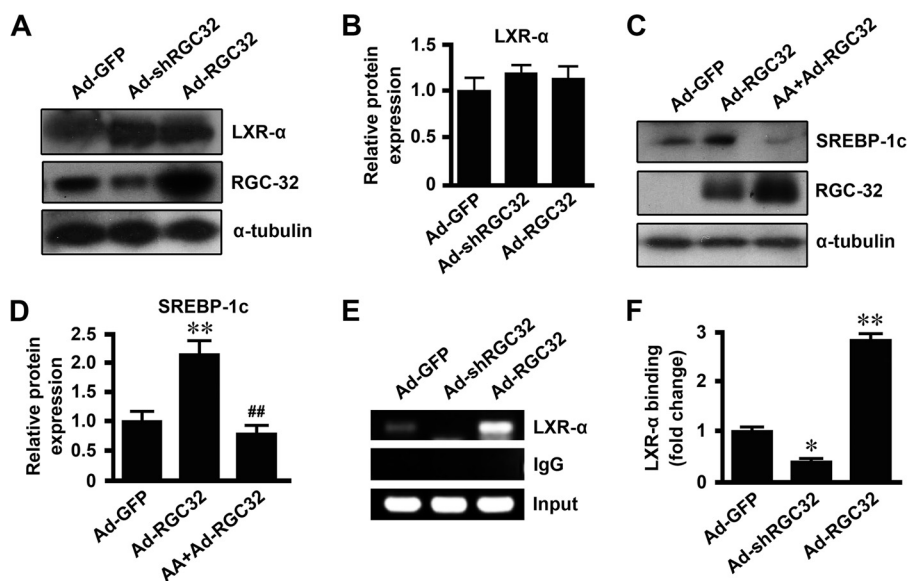 A
Ad-GFP
Ad-shRGC32
Ad-RGC32
LXR-α
RGC-32
α-tubulin
B
LXR-α
Relative protein
expression
1.5
1.0
0.5
0
Ad-GFP
Ad-shRGC32
Ad-RGC32
C
Ad-GFP
Ad-RGC32
AA+Ad-RGC32
SREBP-1c
RGC-32
α-tubulin
D
SREBP-1c
Relative protein
expression
2.5
2.0
1.5
1.0
0.5
0
**
##
Ad-GFP
Ad-RGC32
AA+Ad-RGC32
E
Ad-GFP
Ad-shRGC32
Ad-RGC32
LXR-α
IgG
Input
F
LXR-α binding
(fold change)
3
2
1
0
*
**
Ad-GFP
Ad-shRGC32
Ad-RGC32